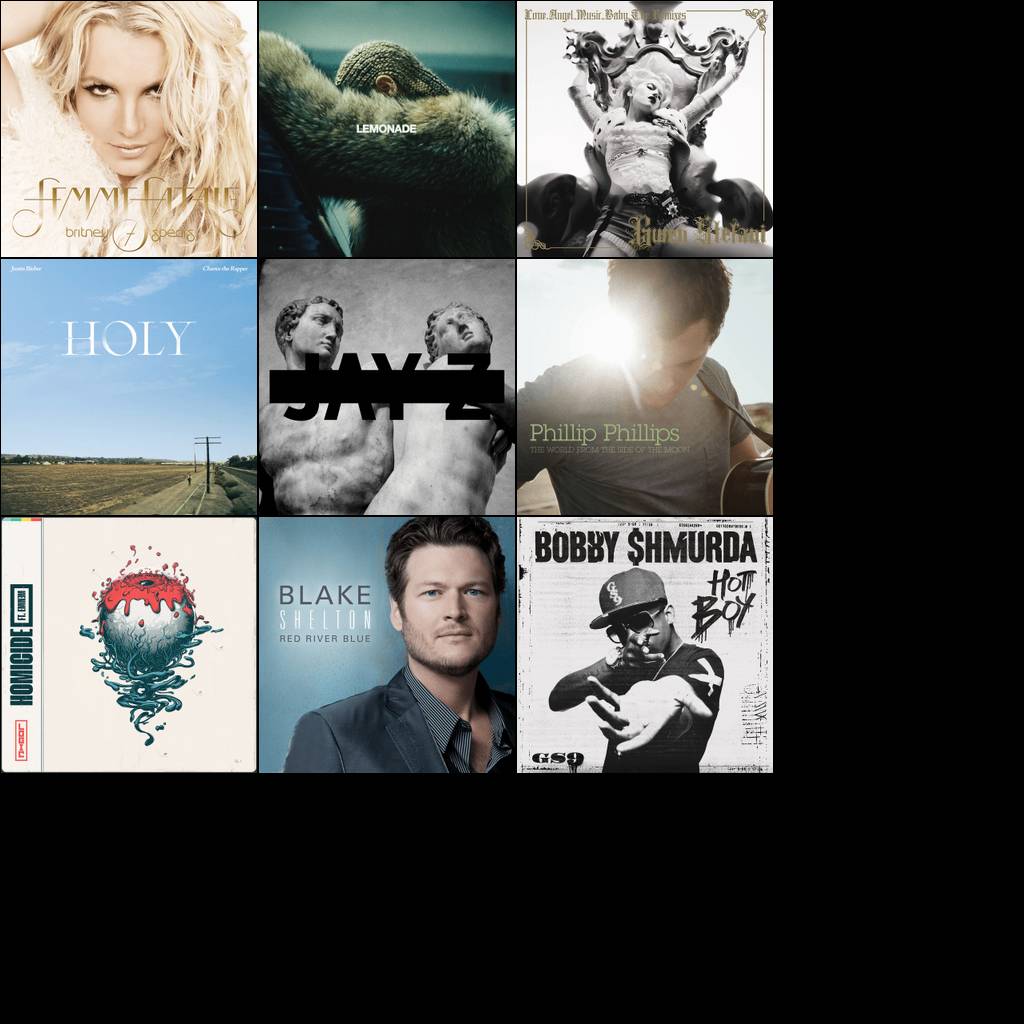 FEMME FATALE
britney spears
LEMONADE
Love. Angel. Music. Baby. The Remixes
Gwen Stefani
Justin Bieber
Chance the Rapper
HOLY
JAY Z
Phillip Phillips
THE WORLD FROM THE SIDE OF THE MOON
HOMICIDE
FT. EMINEM
LOGIC
BLAKE
SHELTON
RED RIVER BLUE
BOBBY $HMURDA
HOT
BOY
GS9